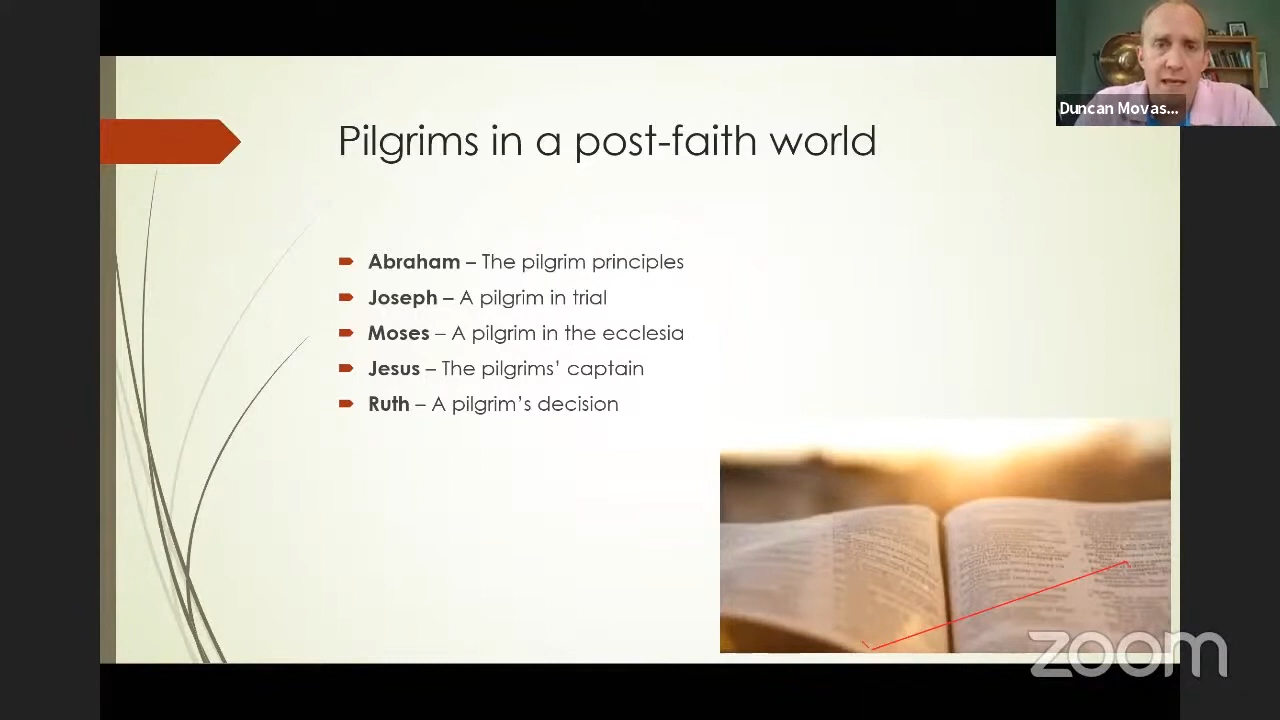 Pilgrims in a post-faith world
Abraham – The pilgrim principles
Joseph – A pilgrim in trial
Moses – A pilgrim in the ecclesia
Jesus – The pilgrims’ captain
Ruth – A pilgrim’s decision
Duncan Movas...
zoom